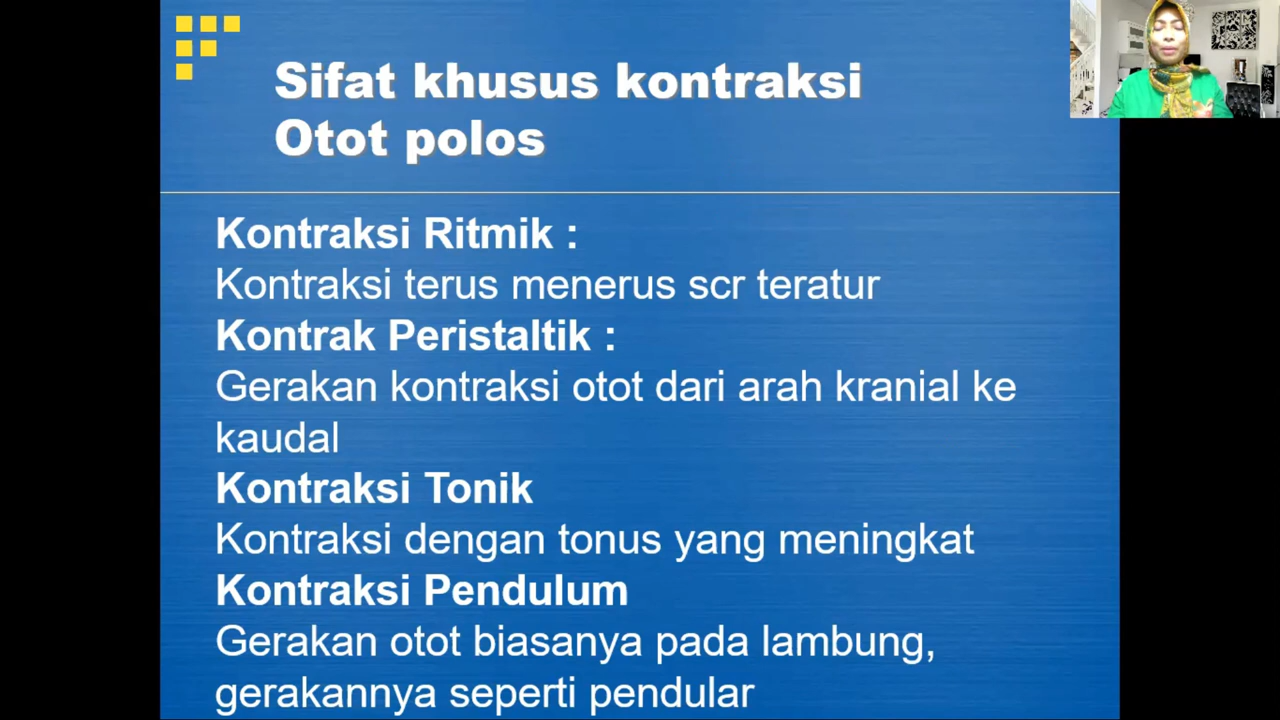 Sifat khusus kontraksi
Otot polos
Kontraksi Ritmik :
Kontraksi terus menerus scr teratur
Kontrak Peristaltik :
Gerakan kontraksi otot dari arah kranial ke
kaudal
Kontraksi Tonik
Kontraksi dengan tonus yang meningkat
Kontraksi Pendulum
Gerakan otot biasanya pada lambung,
gerakannya seperti pendular